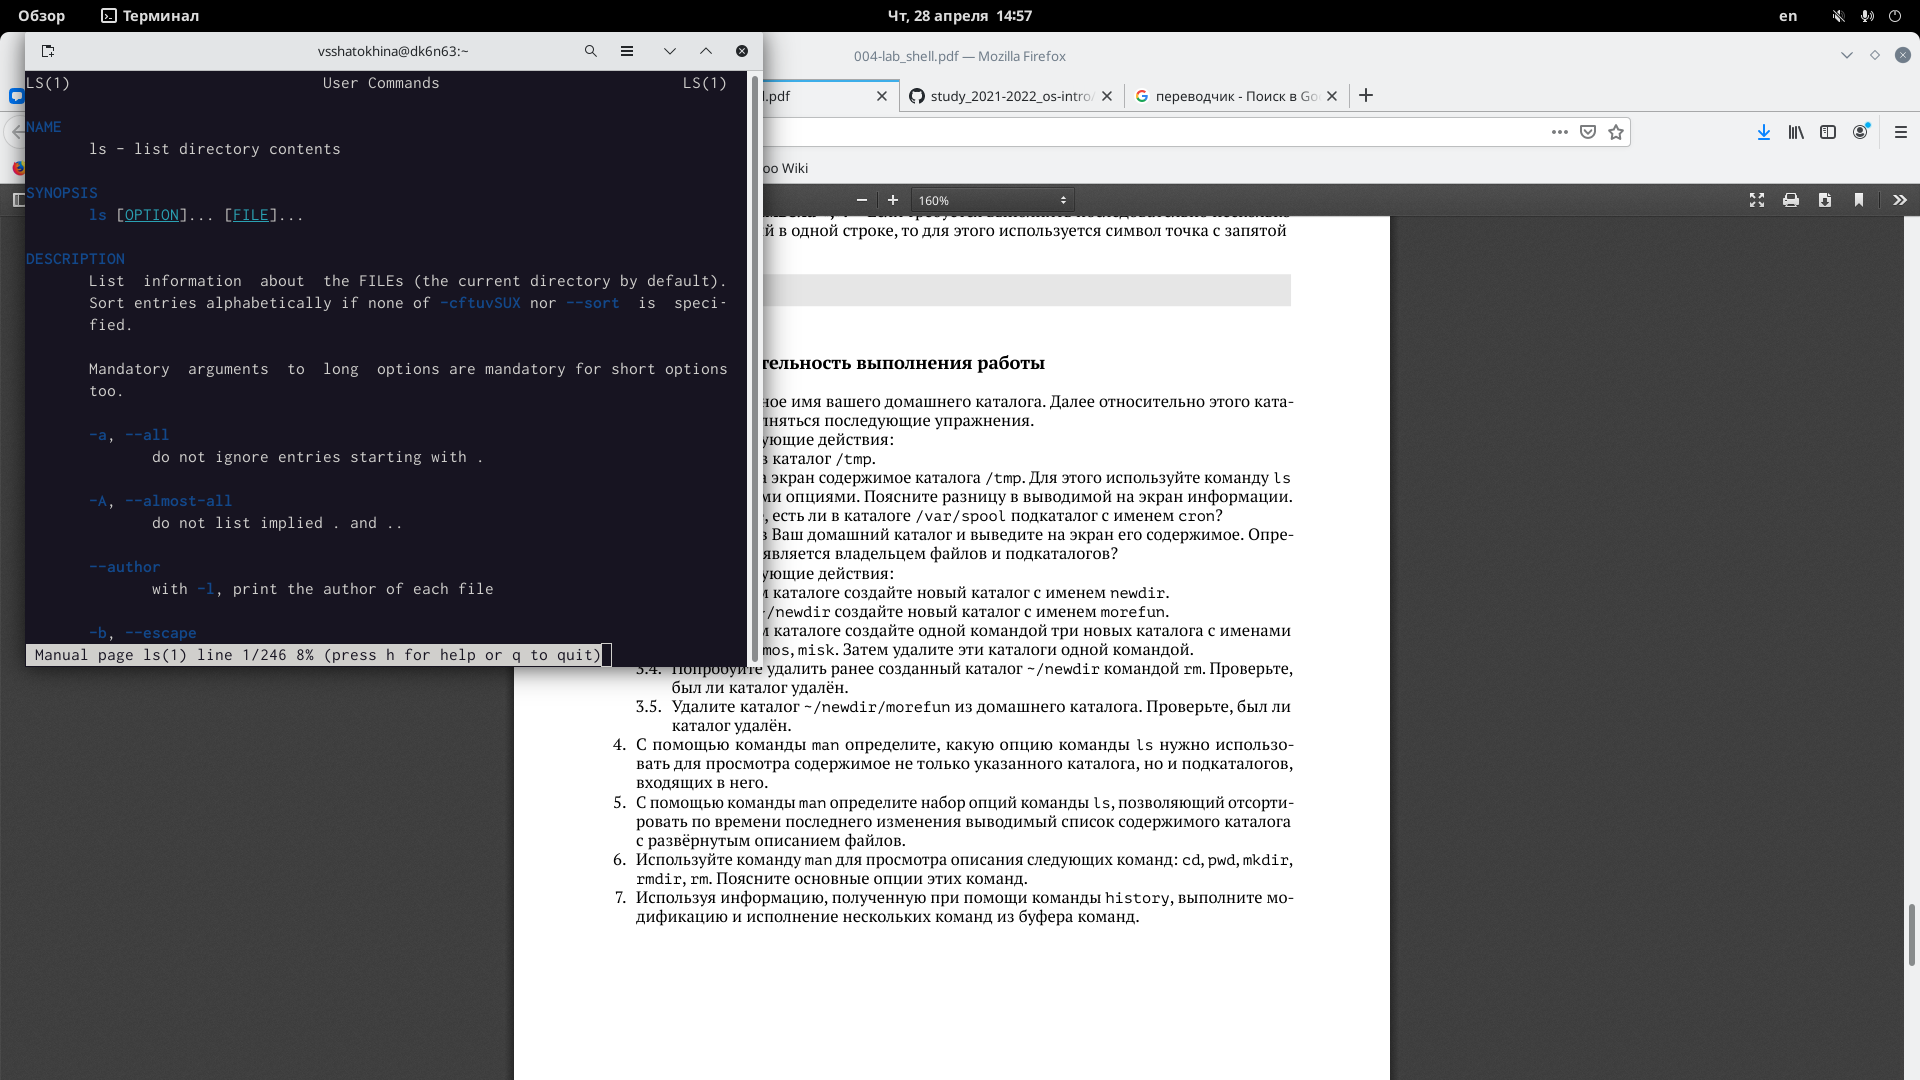 Обзор
Терминал
Чт, 28 апреля 14:57
en
vsshatokhina@dk6n63:~
LS(1) User Commands LS(1)
NAME
ls - list directory contents
SYNOPSIS
ls [OPTION]... [FILE]...
DESCRIPTION
List information about the FILEs (the current directory by default).
Sort entries alphabetically if none of -cftuvSUX nor --sort is speci-
fied.
Mandatory arguments to long options are mandatory for short options
too.
-a, --all
do not ignore entries starting with .
-A, --almost-all
do not list implied . and ..
--author
with -l, print the author of each file
-b, --escape
Manual page ls(1) line 1/246 8% (press h for help or q to quit)
004-lab_shell.pdf — Mozilla Firefox
l.pdf
study_2021-2022_os-intro/
переводчик - Поиск в Go
oo Wiki
160%
й в одной строке, то для этого используется символ точка с запятой
тельность выполнения работы
ное имя вашего домашнего каталога. Далее относительно этого ката-
лняться последующие упражнения.
ующие действия:
в каталог /tmp.
а экран содержимое каталога /tmp. Для этого используйте команду ls
ми опциями. Поясните разницу в выводимой на экран информации.
, есть ли в каталоге /var/spool подкаталог с именем cron?
в Ваш домашний каталог и выведите на экран его содержимое. Опре-
является владельцем файлов и подкаталогов?
ующие действия:
м каталоге создайте новый каталог с именем newdir.
~/newdir создайте новый каталог с именем morefun.
м каталоге создайте одной командой три новых каталога с именами
mos, misk. Затем удалите эти каталоги одной командой.
3.4. Попробуйте удалить ранее созданный каталог ~/newdir командой rm. Проверьте,
был ли каталог удалён.
3.5. Удалите каталог ~/newdir/morefun из домашнего каталога. Проверьте, был ли
каталог удалён.
4. С помощью команды man определите, какую опцию команды ls нужно использо-
вать для просмотра содержимое не только указанного каталога, но и подкаталогов,
входящих в него.
5. С помощью команды man определите набор опций команды ls, позволяющий отсорти-
ровать по времени последнего изменения выводимый список содержимого каталога
с развёрнутым описанием файлов.
6. Используйте команду man для просмотра описания следующих команд: cd, pwd, mkdir,
rmdir, rm. Поясните основные опции этих команд.
7. Используя информацию, полученную при помощи команды history, выполните мо-
дификацию и исполнение нескольких команд из буфера команд.